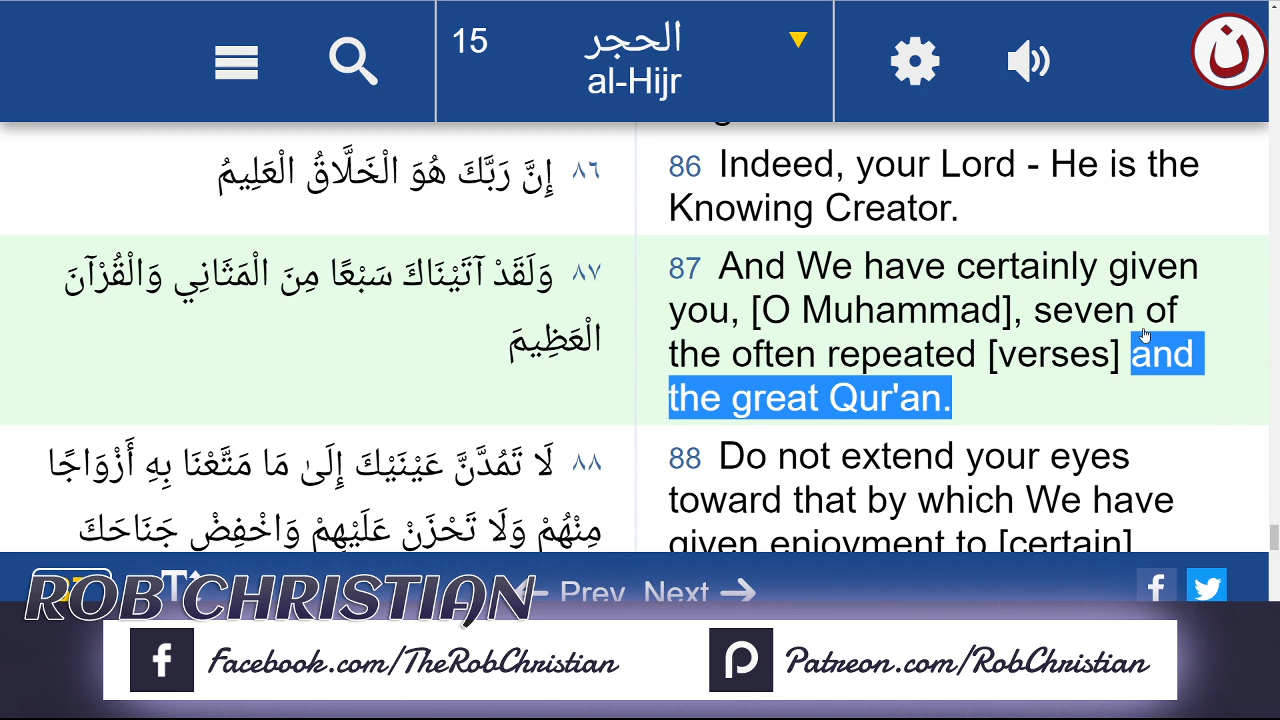 15
الحجر
al-Hijr
ن
٨٦ إِنَّ رَبَّكَ هُوَ الْخَلَّاقُ الْعَلِيمُ
86 Indeed, your Lord - He is the
Knowing Creator.
٨٧ وَلَقَدْ آتَيْنَاكَ سَبْعًا مِنَ الْمَثَانِي وَالْقُرْآنَ
الْعَظِيمَ
87 And We have certainly given
you, [O Muhammad], seven of
the often repeated [verses] and
the great Qur'an.
٨٨ لَا تَمُدَّنَّ عَيْنَيْكَ إِلَىٰ مَا مَتَّعْنَا بِهِ أَزْوَاجًا
مِنْهُمْ وَلَا تَحْزَنْ عَلَيْهِمْ وَاخْفِضْ جَنَاحَكَ
88 Do not extend your eyes
toward that by which We have
given enjoyment to [certain]
← Prev Next →
ROB CHRISTIAN
Facebook.com/TheRobChristian
Patreon.com/RobChristian